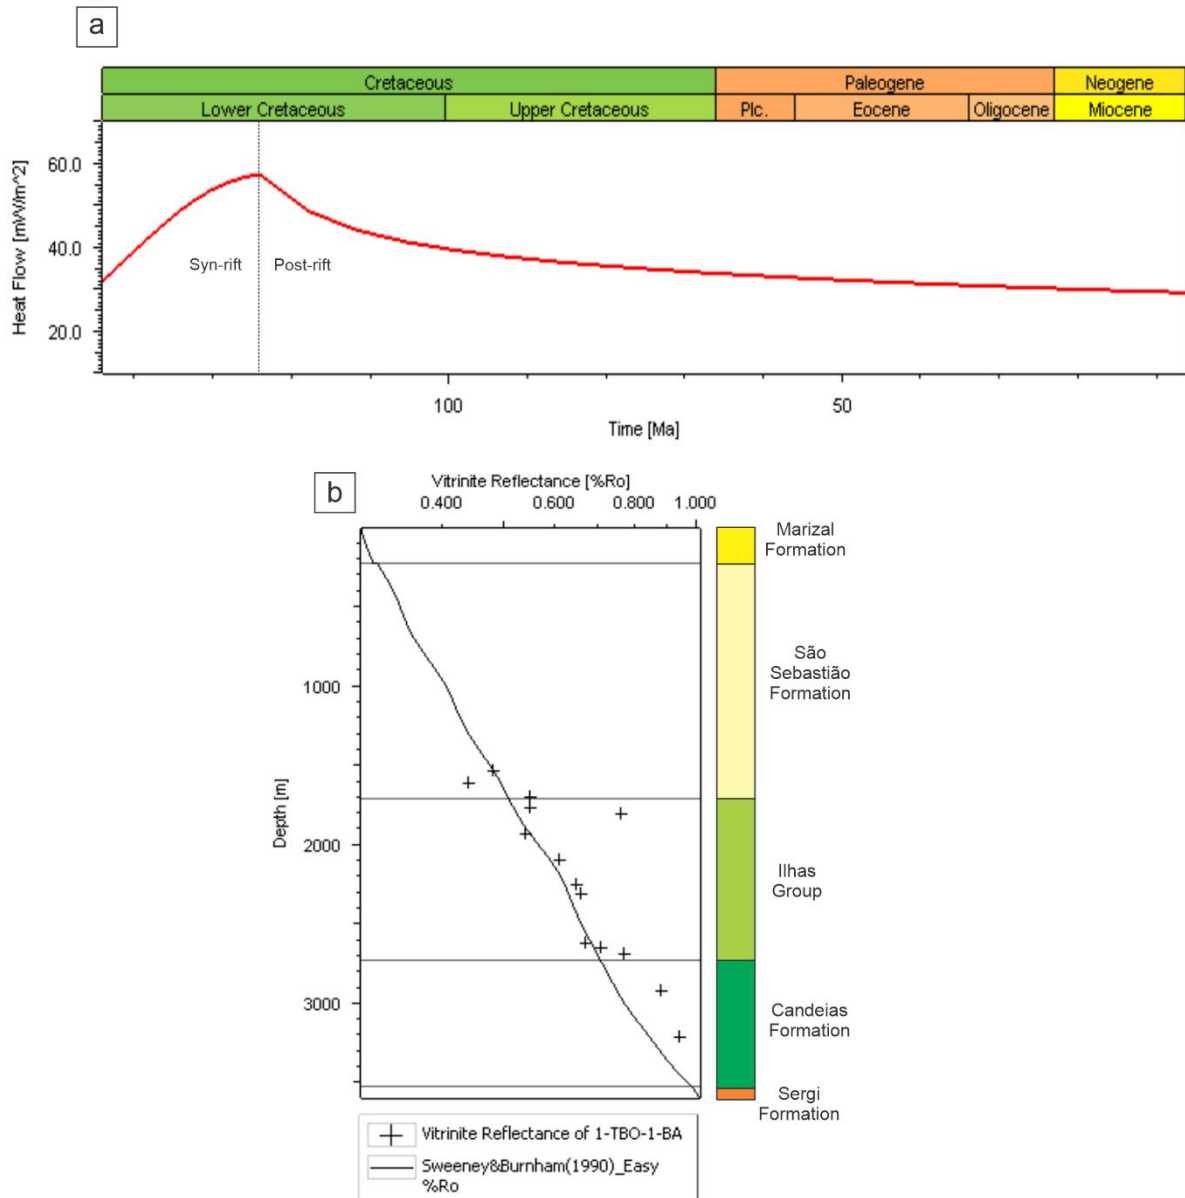 a
Cretaceous Paleogene Neogene
Lower Cretaceous Upper Cretaceous Plc. Eocene Oligocene Miocene
Heat Flow [mW/m^2]
60.0
40.0
20.0
Syn-rift Post-rift
100 50
Time [Ma]
b
Vitrinite Reflectance [%Ro]
0.400 0.600 0.800 1.000
Depth [m]
1000
2000
3000
Marizal
Formation
São
Sebastião
Formation
Ilhas
Group
Candeias
Formation
Sergi
Formation
Vitrinite Reflectance of 1-TBO-1-BA
Sweeney&Burnham(1990)_Easy
%Ro